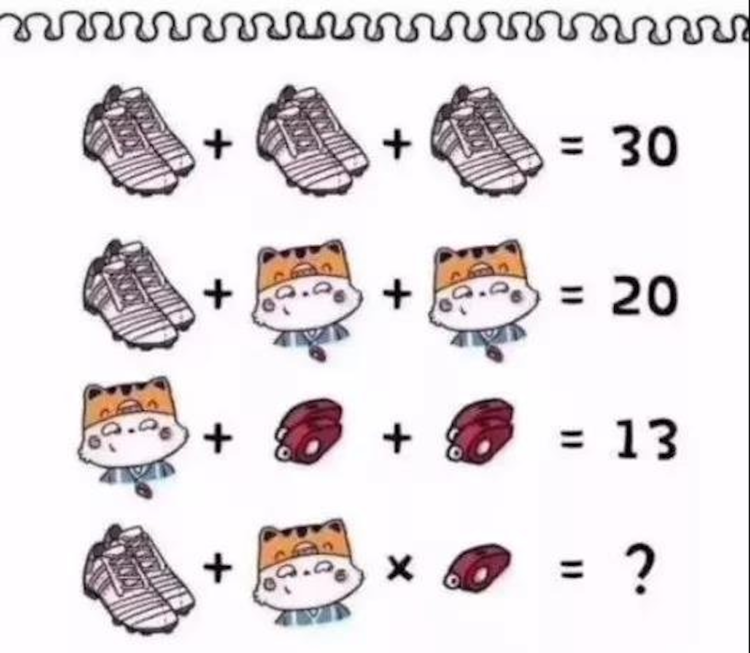 + + = 30
+ + = 20
+ + = 13
+ × = ?